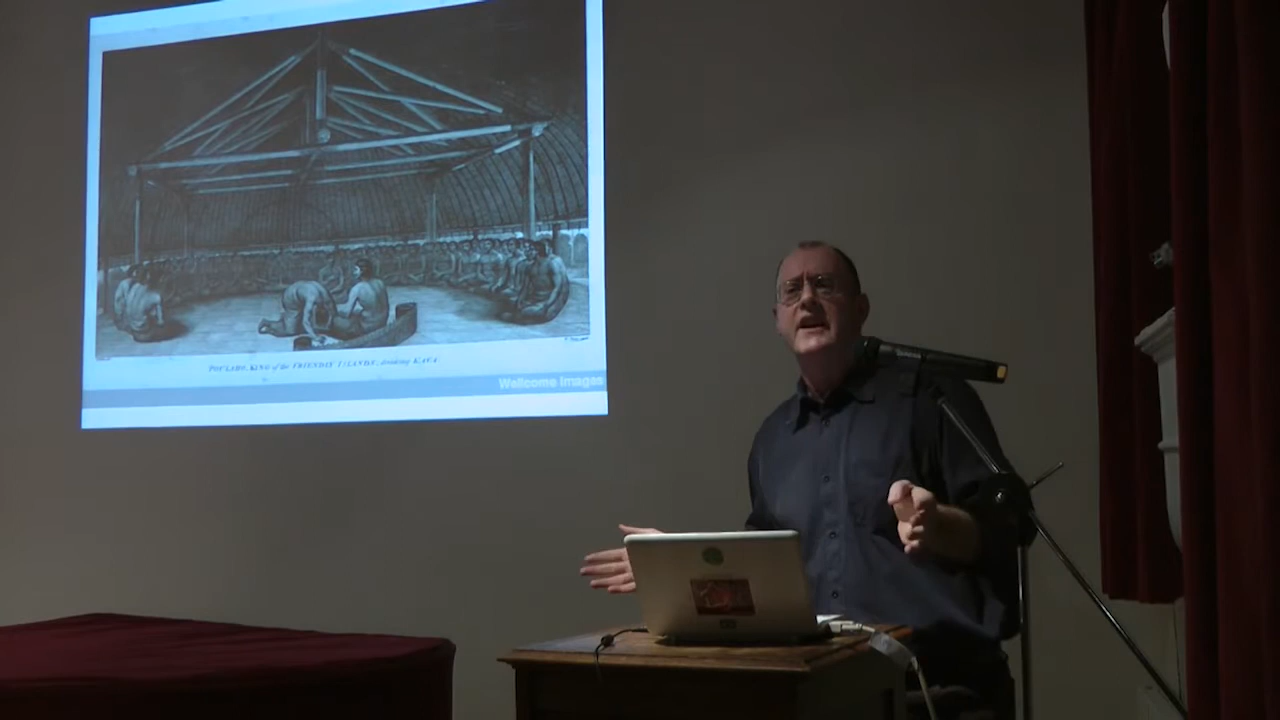 POULAHO, KING of the FRIENDLY ISLANDS, drinking KAVA.
Wellcome Images